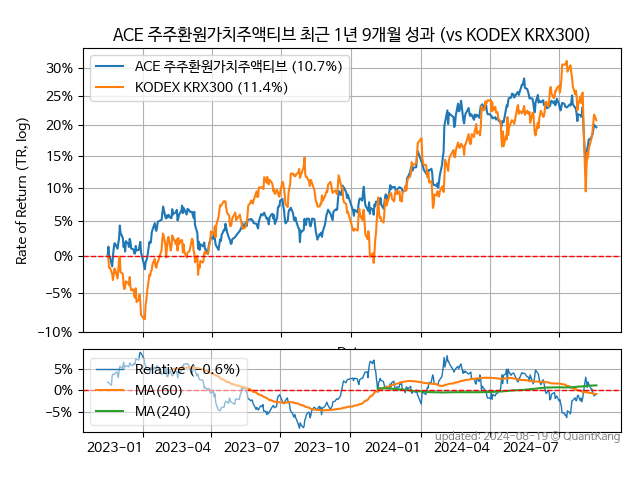 ACE 주주환원가치주액티브 최근 1년 9개월 성과 (vs KODEX KRX300)
Rate of Return (TR, log)
30%
25%
20%
15%
10%
5%
0%
−5%
−10%
ACE 주주환원가치주액티브 (10.7%)
KODEX KRX300 (11.4%)
5%
0%
−5%
Relative (−0.6%)
MA(60)
MA(240)
2023-01 2023-04 2023-07 2023-10 2024-01 2024-04 2024-07
updated: 2024-08-19 © QuantKang